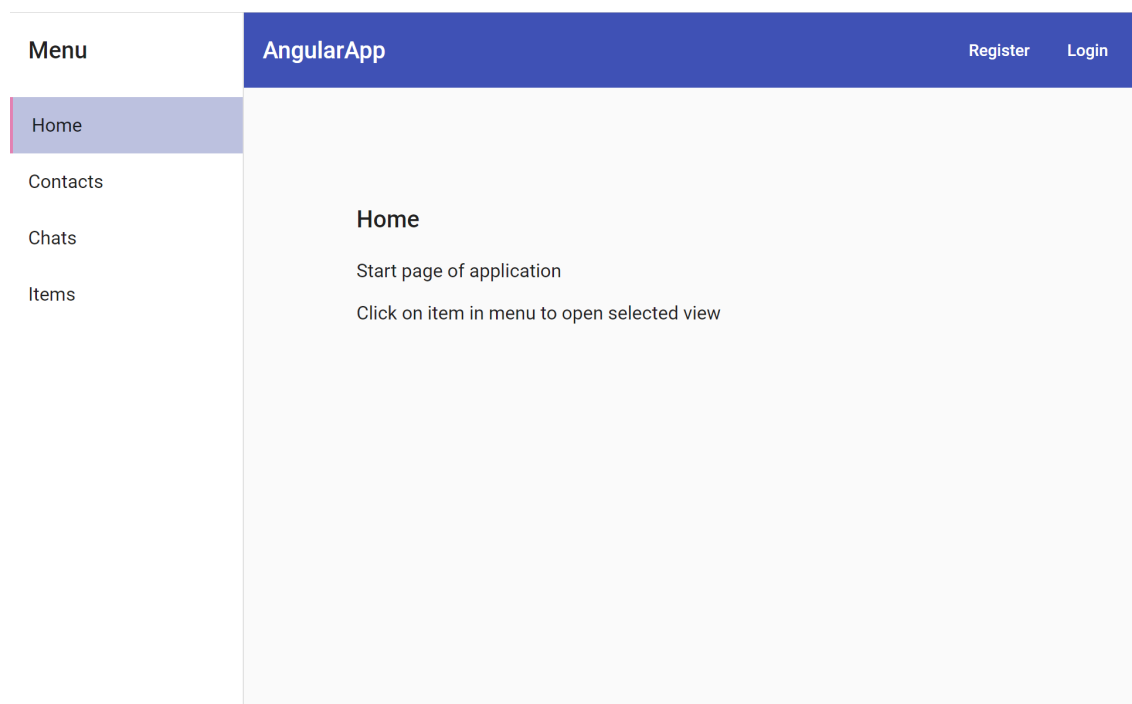 Menu
AngularApp
Register
Login
Home
Contacts
Chats
Items
Home
Start page of application
Click on item in menu to open selected view